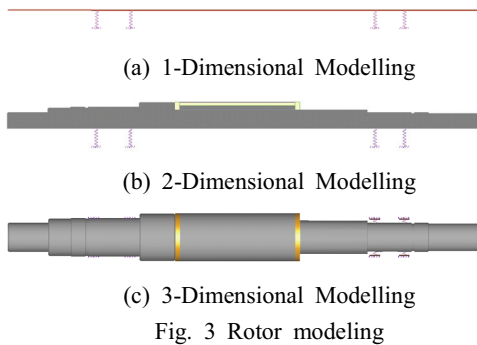 (a) 1-Dimensional Modelling
(b) 2-Dimensional Modelling
(c) 3-Dimensional Modelling
Fig. 3 Rotor modeling